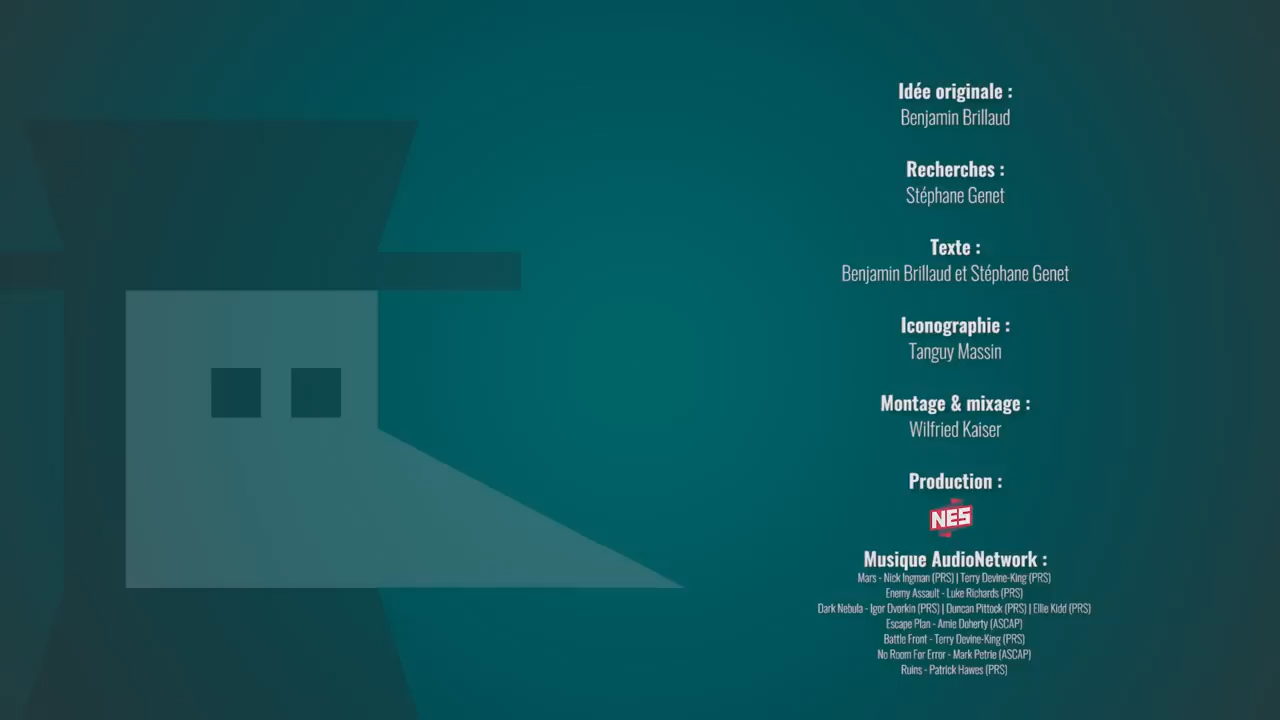 Idée originale :
Benjamin Brillaud
Recherches :
Stéphane Genet
Texte :
Benjamin Brillaud et Stéphane Genet
Iconographie :
Tanguy Massin
Montage & mixage :
Wilfried Kaiser
Production :
NES
Musique AudioNetwork :
Mars - Nick Ingman (PRS) | Terry Devine-King (PRS)
Enemy Assault - Luke Richards (PRS)
Dark Nebula - Igor Dvorkin (PRS) | Duncan Pittock (PRS) | Ellie Kidd (PRS)
Escape Plan - Amie Doherty (ASCAP)
Battle Front - Terry Devine-King (PRS)
No Room For Error - Mark Petrie (ASCAP)
Ruins - Patrick Hawes (PRS)